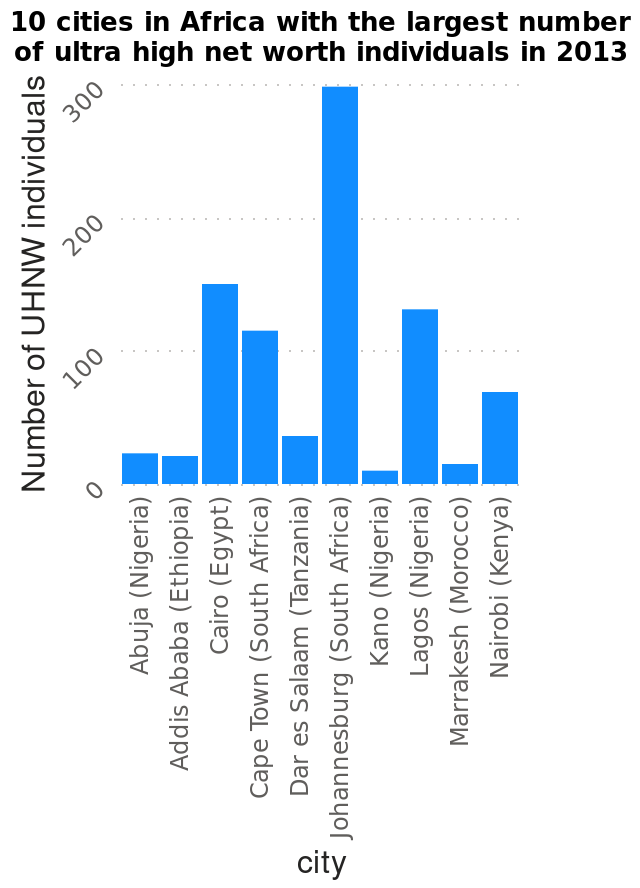 10 cities in Africa with the largest number
of ultra high net worth individuals in 2013
Number of UHNW individuals
300
200
100
0
Abuja (Nigeria)
Addis Ababa (Ethiopia)
Cairo (Egypt)
Cape Town (South Africa)
Dar es Salaam (Tanzania)
Johannesburg (South Africa)
Kano (Nigeria)
Lagos (Nigeria)
Marrakesh (Morocco)
Nairobi (Kenya)
city